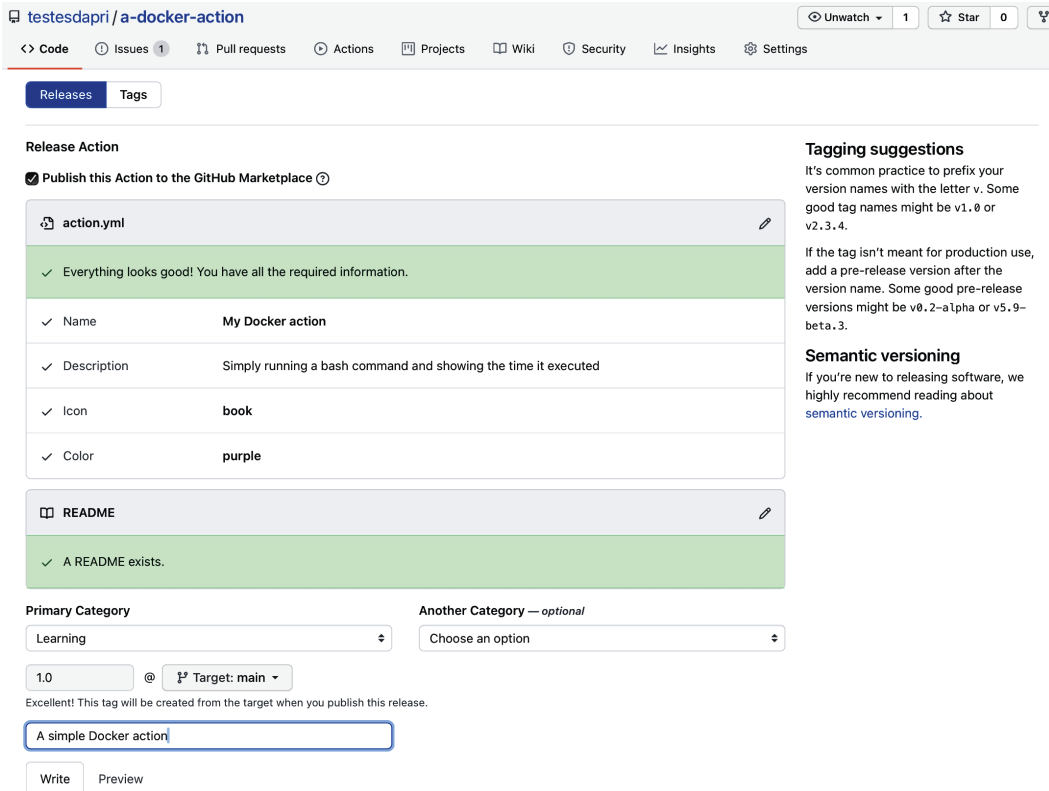 testesdapri / a-docker-action
Unwatch 1 Star 0
Code Issues 1 Pull requests Actions Projects Wiki Security Insights Settings
Releases Tags
Release Action
Publish this Action to the GitHub Marketplace ?
action.yml
Everything looks good! You have all the required information.
Name My Docker action
Description Simply running a bash command and showing the time it executed
Icon book
Color purple
README
A README exists.
Primary Category Another Category — optional
Learning Choose an option
1.0 @ Target: main
Excellent! This tag will be created from the target when you publish this release.
A simple Docker action
Write Preview
Tagging suggestions
It's common practice to prefix your
version names with the letter v. Some
good tag names might be v1.0 or
v2.3.4.
If the tag isn't meant for production use,
add a pre-release version after the
version name. Some good pre-release
versions might be v0.2-alpha or v5.9-
beta.3.
Semantic versioning
If you're new to releasing software, we
highly recommend reading about
semantic versioning.